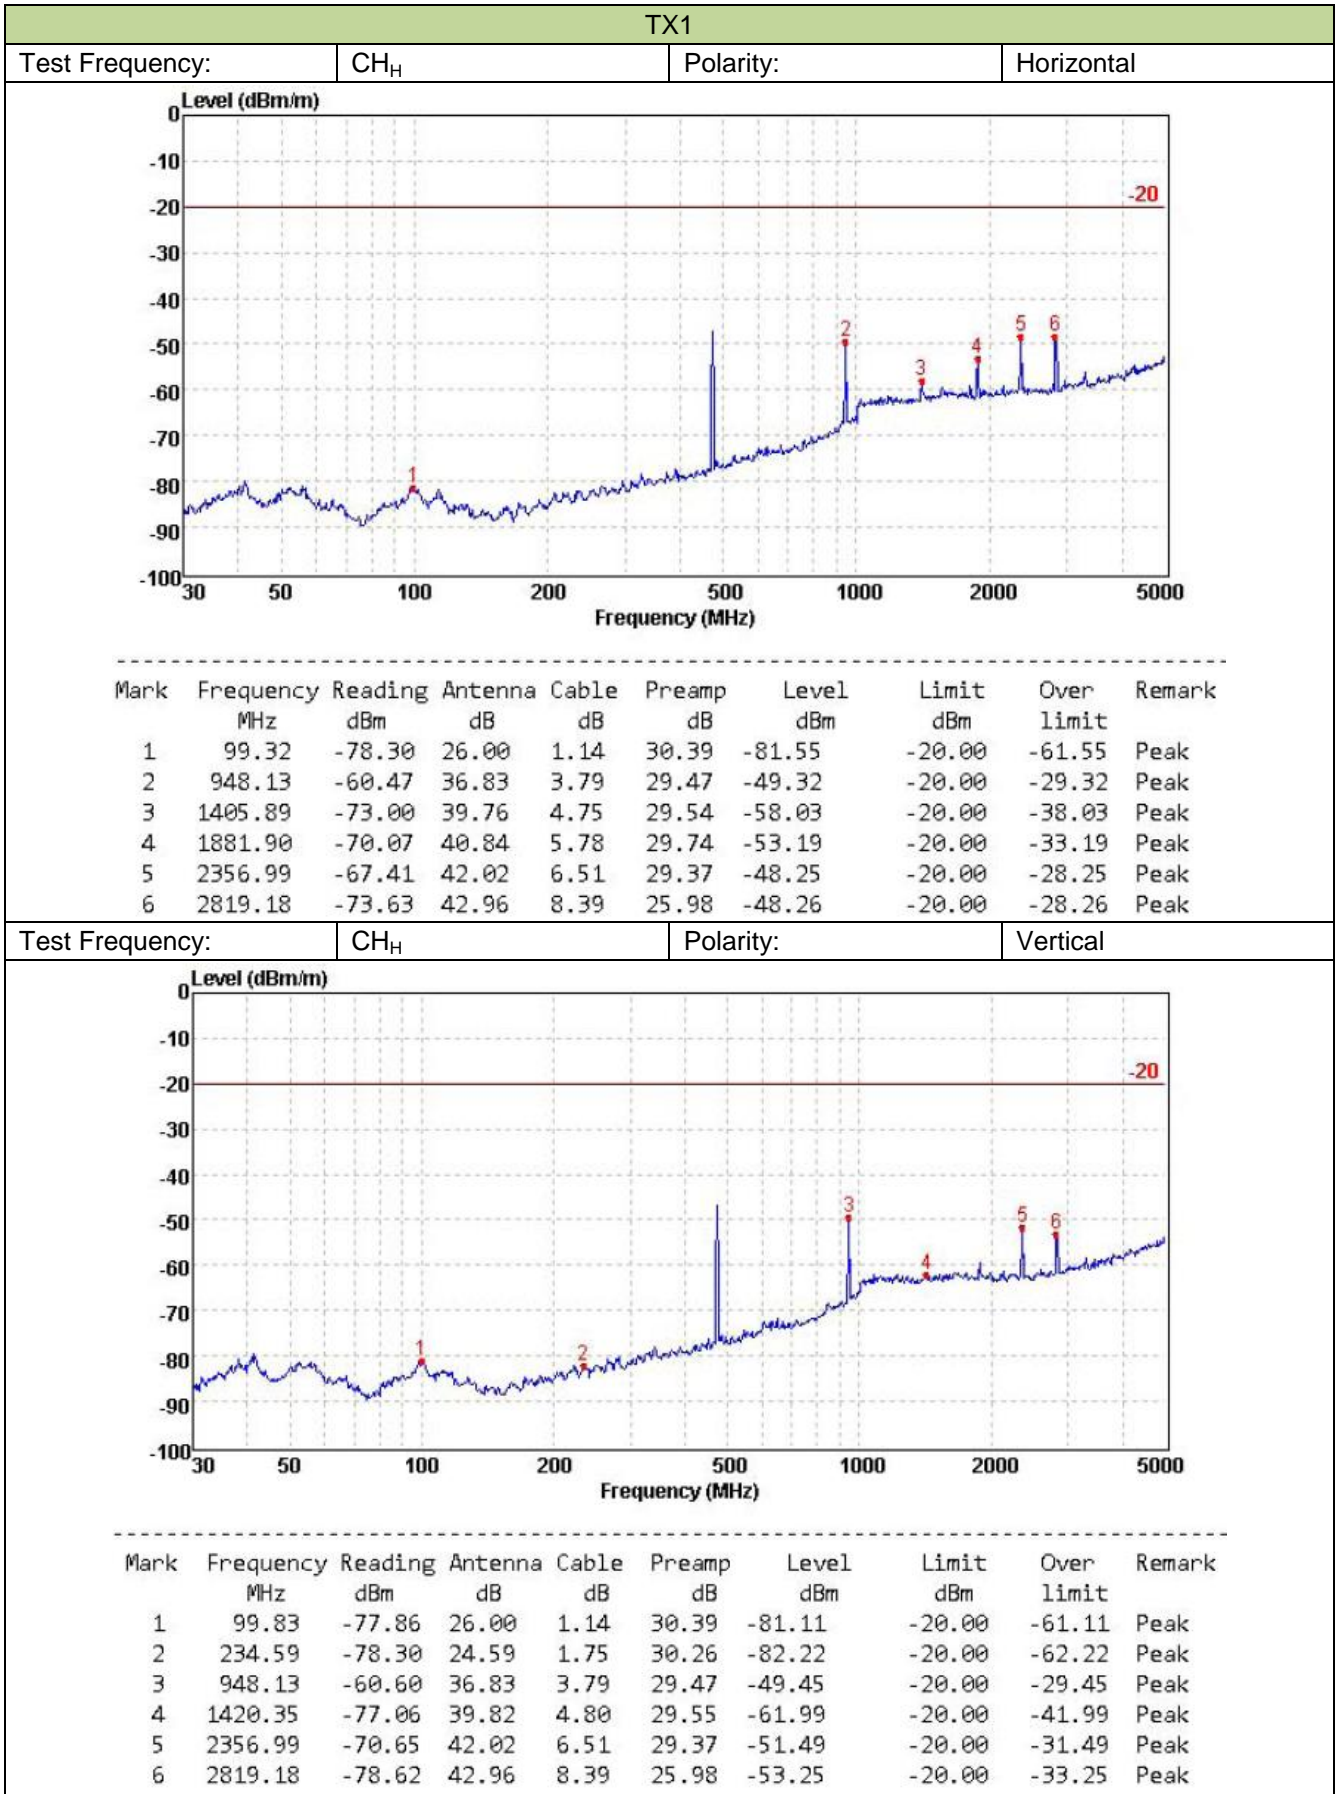 TX1
Test Frequency: CHH Polarity: Horizontal
Level (dBm/m)
0
-10
-20
-20
-30
-40
-50
-60
-70
-80
-90
-100
2
3
4
5
6
1
30 50 100 200 500 1000 2000 5000
Frequency (MHz)
Mark Frequency Reading Antenna Cable Preamp Level Limit Over Remark
MHz dBm dB dB dB dBm dBm limit
1 99.32 -78.30 26.00 1.14 30.39 -81.55 -20.00 -61.55 Peak
2 948.13 -60.47 36.83 3.79 29.47 -49.32 -20.00 -29.32 Peak
3 1405.89 -73.00 39.76 4.75 29.54 -58.03 -20.00 -38.03 Peak
4 1881.90 -70.07 40.84 5.78 29.74 -53.19 -20.00 -33.19 Peak
5 2356.99 -67.41 42.02 6.51 29.37 -48.25 -20.00 -28.25 Peak
6 2819.18 -73.63 42.96 8.39 25.98 -48.26 -20.00 -28.26 Peak
Test Frequency: CHH Polarity: Vertical
Level (dBm/m)
0
-10
-20
-20
-30
-40
-50
-60
-70
-80
-90
-100
3
5
6
4
1
2
30 50 100 200 500 1000 2000 5000
Frequency (MHz)
Mark Frequency Reading Antenna Cable Preamp Level Limit Over Remark
MHz dBm dB dB dB dBm dBm limit
1 99.83 -77.86 26.00 1.14 30.39 -81.11 -20.00 -61.11 Peak
2 234.59 -78.30 24.59 1.75 30.26 -82.22 -20.00 -62.22 Peak
3 948.13 -60.60 36.83 3.79 29.47 -49.45 -20.00 -29.45 Peak
4 1420.35 -77.06 39.82 4.80 29.55 -61.99 -20.00 -41.99 Peak
5 2356.99 -70.65 42.02 6.51 29.37 -51.49 -20.00 -31.49 Peak
6 2819.18 -78.62 42.96 8.39 25.98 -53.25 -20.00 -33.25 Peak